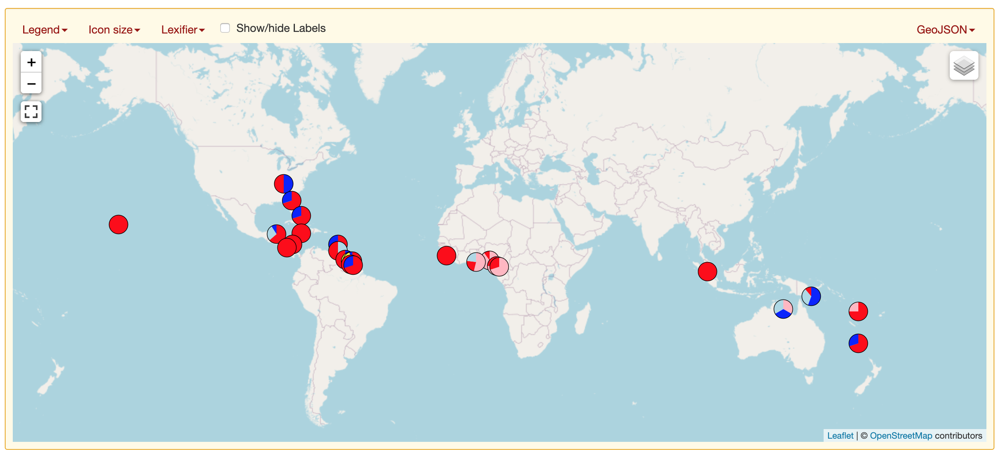 Legend Icon size Lexifier Show/hide Labels GeoJSON
+
−
Leaflet | © OpenStreetMap contributors